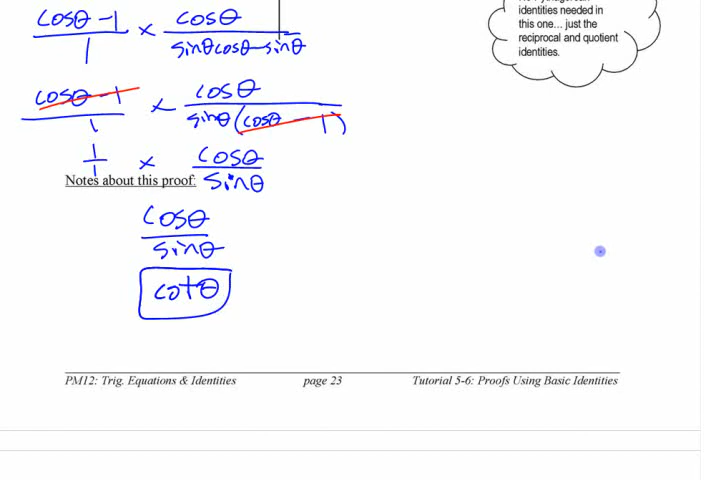 cosθ - 1 / 1 × cosθ / sinθcosθ - sinθ
identities needed in
this one... just the
reciprocal and quotient
identities.
cosθ - 1 / 1 × cosθ / sinθ(cosθ - 1)
1 / 1 × cosθ / sinθ
Notes about this proof:
cosθ / sinθ
cotθ
PM12: Trig. Equations & Identities page 23 Tutorial 5-6: Proofs Using Basic Identities